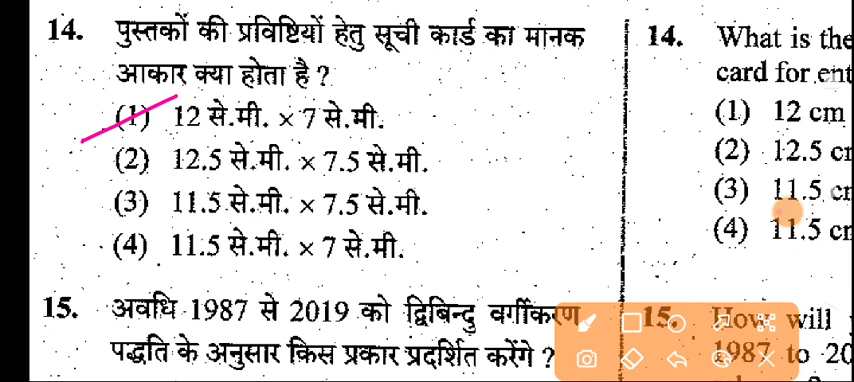 14. पुस्तकों की प्रविष्टियों हेतु सूची कार्ड का मानक
आकार क्या होता है ?
(1) 12 से.मी. × 7 से.मी.
(2) 12.5 से.मी. × 7.5 से.मी.
(3) 11.5 से.मी. × 7.5 से.मी.
(4) 11.5 से.मी. × 7 से.मी.
15. अवधि 1987 से 2019 को द्विबिन्दु वर्गीकरण
पद्धति के अनुसार किस प्रकार प्रदर्शित करेंगे ?
14. What is the
card for ent
(1) 12 cm
(2) 12.5 cm
(3) 11.5 cm
(4) 11.5 cm
15. How will
1987 to 20